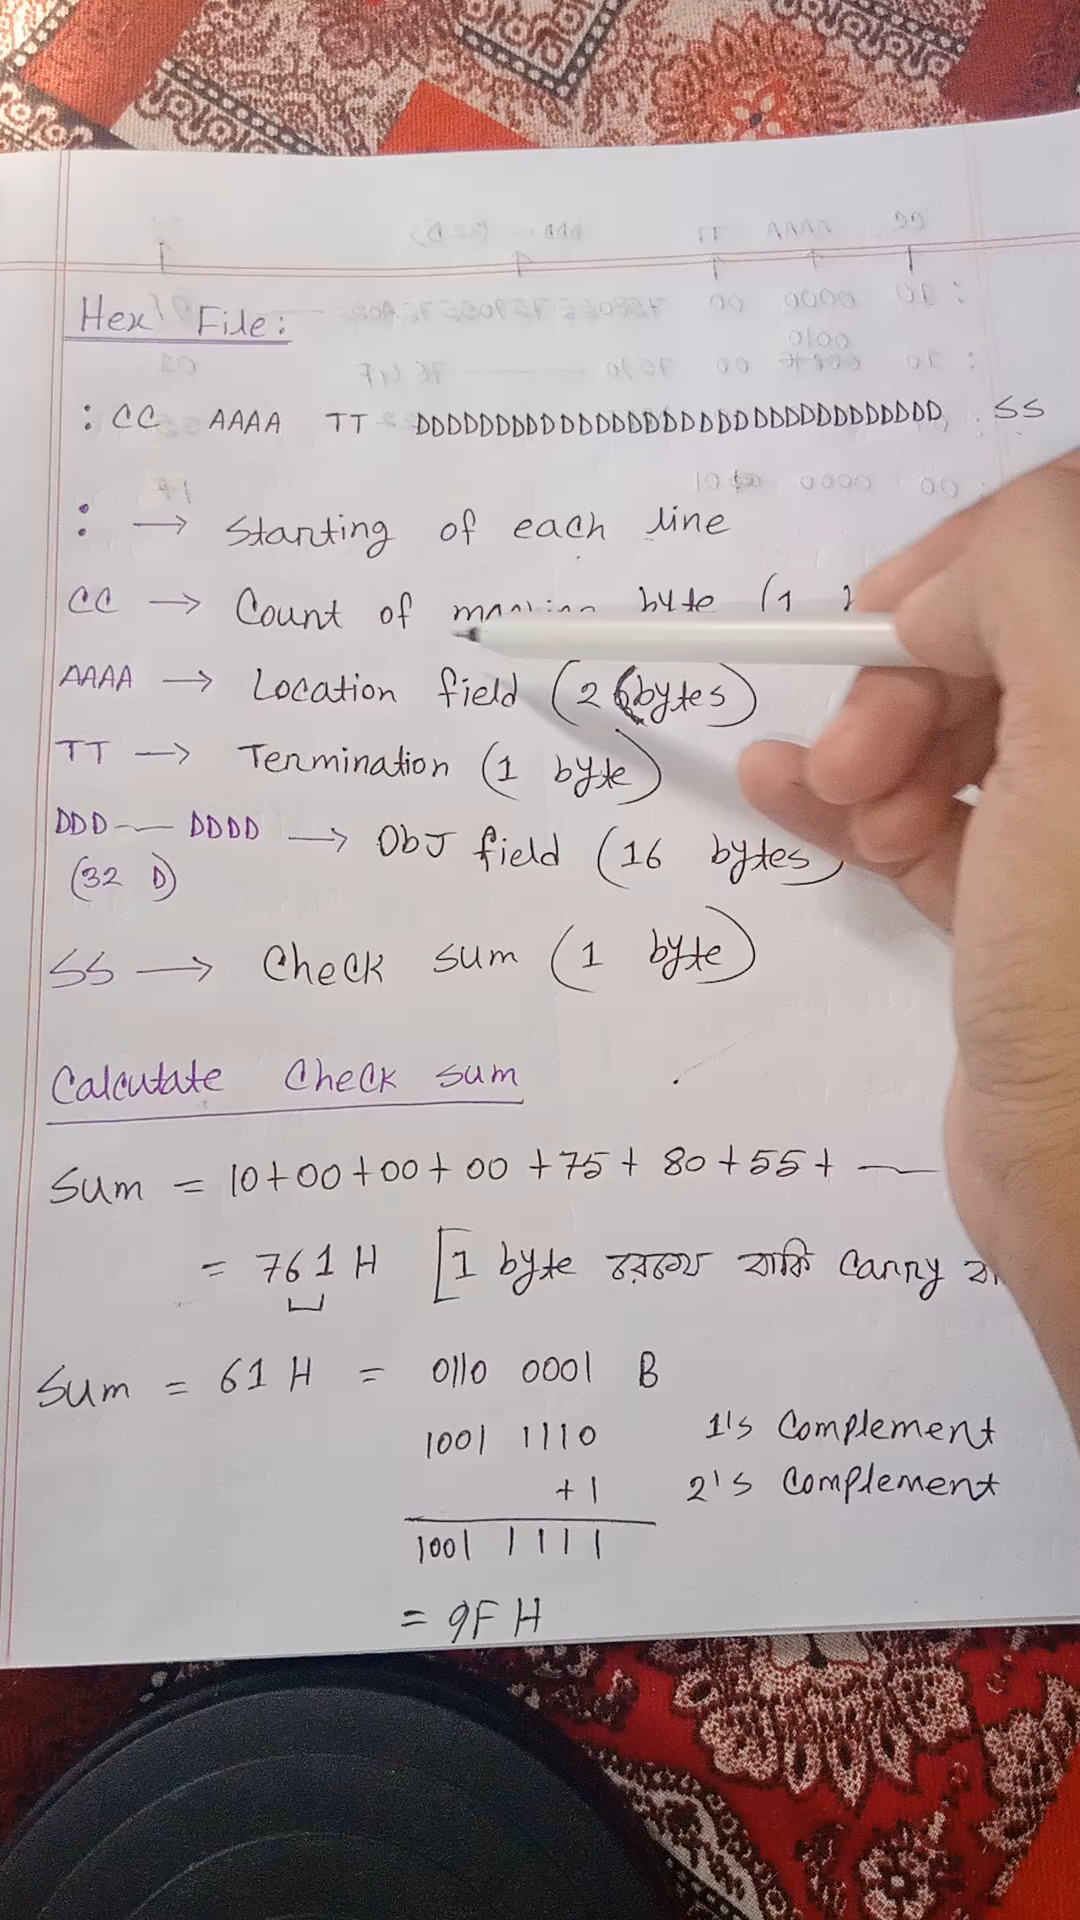 Hex File:
: CC AAAA TT DDDDDDDDDDDDDDDDDDDDDDDDDDDDDDDD SS
: → Starting of each line
CC → Count of byte (1
AAAA → Location field (2 bytes)
TT → Termination (1 byte)
DDD — DDDD → ObJ field (16 bytes)
(32 D)
SS → Check sum (1 byte)
Calcutate Check sum
Sum = 10+00+00+00+75+80+55+ —
= 761 H [1 byte বাকি carry
Sum = 61 H = 0110 0001 B
1001 1110 1's Complement
+1 2's Complement
1001 1111
= 9F H